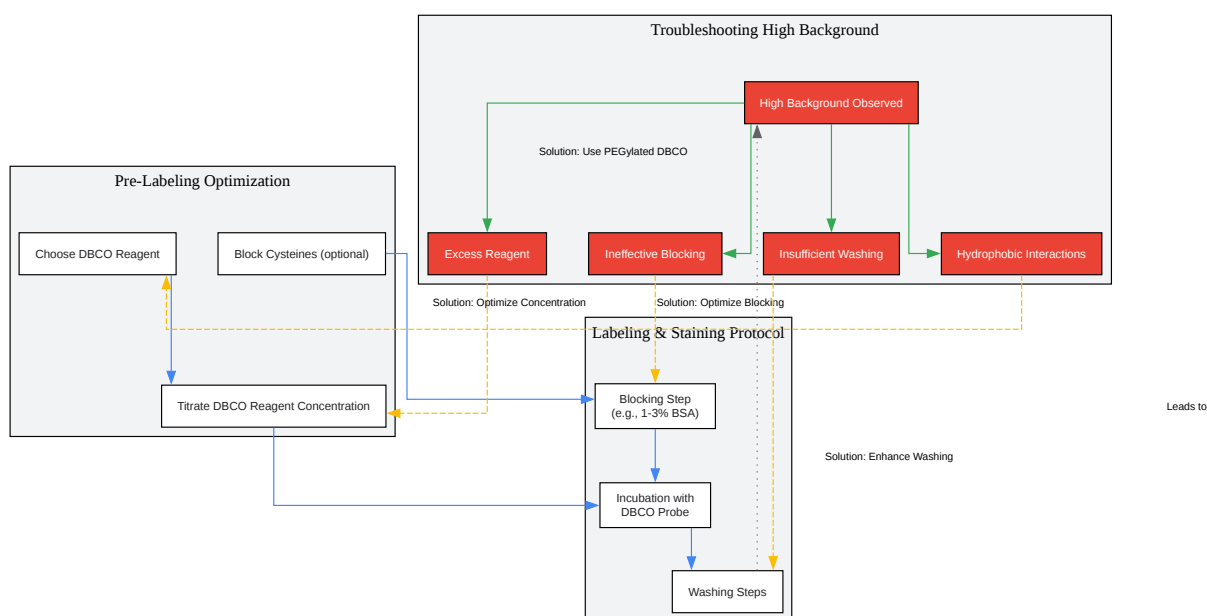 Troubleshooting High Background
High Background Observed
Solution: Use PEGylated DBCO
Pre-Labeling Optimization
Choose DBCO Reagent
Block Cysteines (optional)
Excess Reagent
Ineffective Blocking
Insufficient Washing
Hydrophobic Interactions
Solution: Optimize Concentration
Solution: Optimize Blocking
Labeling & Staining Protocol
Titrate DBCO Reagent Concentration
Blocking Step
(e.g., 1-3% BSA)
Leads to
Solution: Enhance Washing
Incubation with
DBCO Probe
Washing Steps